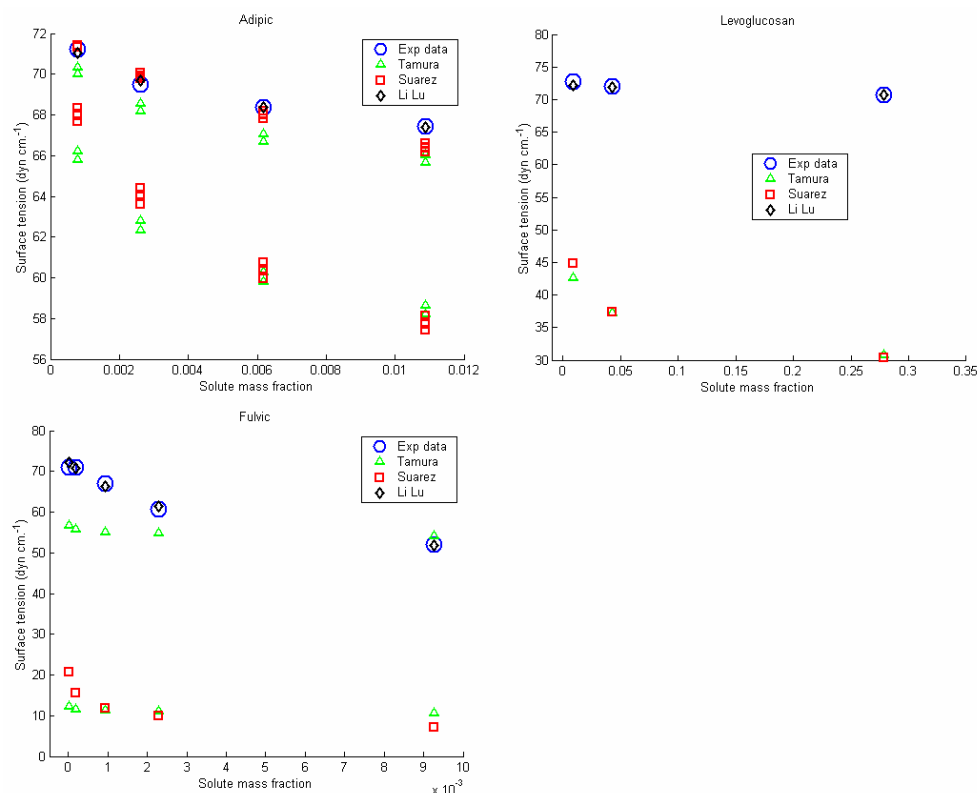 Adipic
Surface tension (dyn cm.-1)
72
70
68
66
64
62
60
58
56
0
0.002
0.004
0.006
0.008
0.01
0.012
Solute mass fraction
Exp data
Tamura
Suarez
Li Lu
Levoglucosan
Surface tension (dyn cm.-1)
80
75
70
65
60
55
50
45
40
35
30
0
0.05
0.1
0.15
0.2
0.25
0.3
0.35
Solute mass fraction
Exp data
Tamura
Suarez
Li Lu
Fulvic
Surface tension (dyn cm-1)
80
70
60
50
40
30
20
10
0
0
1
2
3
4
5
6
7
8
9
10
× 10-3
Solute mass fraction
Exp data
Tamura
Suarez
Li Lu